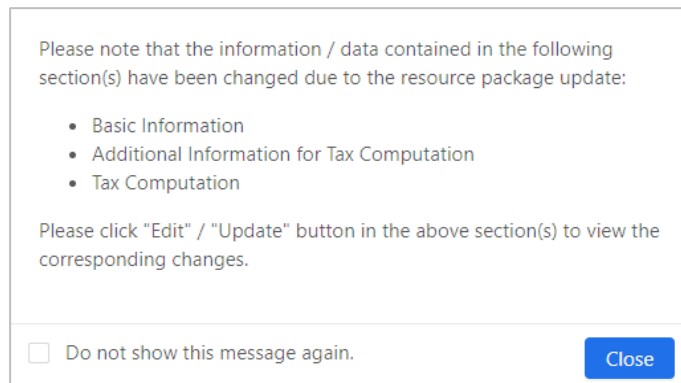 Please note that the information / data contained in the following
section(s) have been changed due to the resource package update:
• Basic Information
• Additional Information for Tax Computation
• Tax Computation
Please click "Edit" / "Update" button in the above section(s) to view the
corresponding changes.
Do not show this message again.
Close